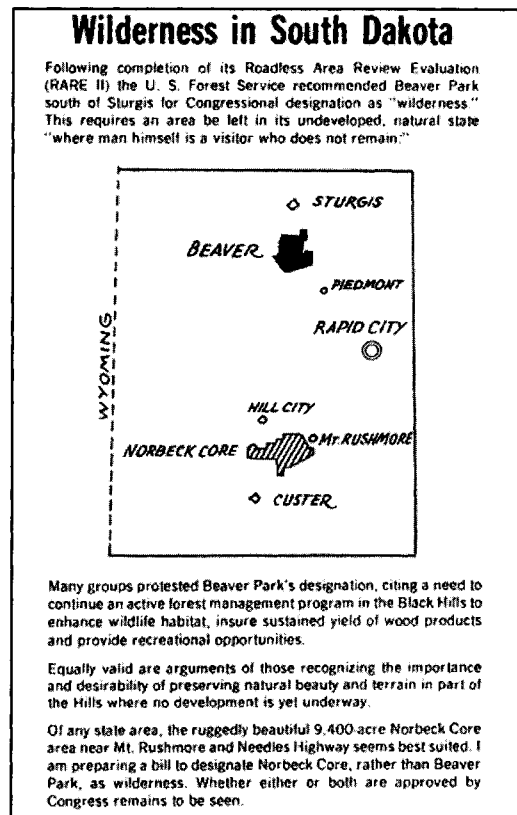 Wilderness in South Dakota
Following completion of its Roadless Area Review Evaluation
(RARE II) the U. S. Forest Service recommended Beaver Park
south of Sturgis for Congressional designation as "wilderness."
This requires an area be left in its undeveloped, natural state
"where man himself is a visitor who does not remain."
STURGIS
BEAVER
PIEDMONT
RAPID CITY
WYOMING
HILL CITY
NORBECK CORE
MT. RUSHMORE
CUSTER
Many groups protested Beaver Park's designation, citing a need to
continue an active forest management program in the Black Hills to
enhance wildlife habitat, insure sustained yield of wood products
and provide recreational opportunities.
Equally valid are arguments of those recognizing the importance
and desirability of preserving natural beauty and terrain in part of
the Hills where no development is yet underway.
Of any state area, the ruggedly beautiful 9,400-acre Norbeck Core
area near Mt. Rushmore and Needles Highway seems best suited. I
am preparing a bill to designate Norbeck Core, rather than Beaver
Park, as wilderness. Whether either or both are approved by
Congress remains to be seen.